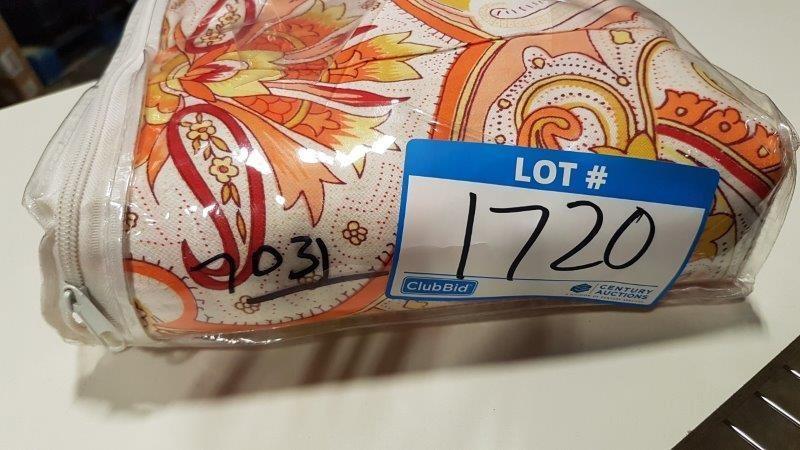 LOT #
1720
7031
ClubBid
CENTURY
AUCTIONS